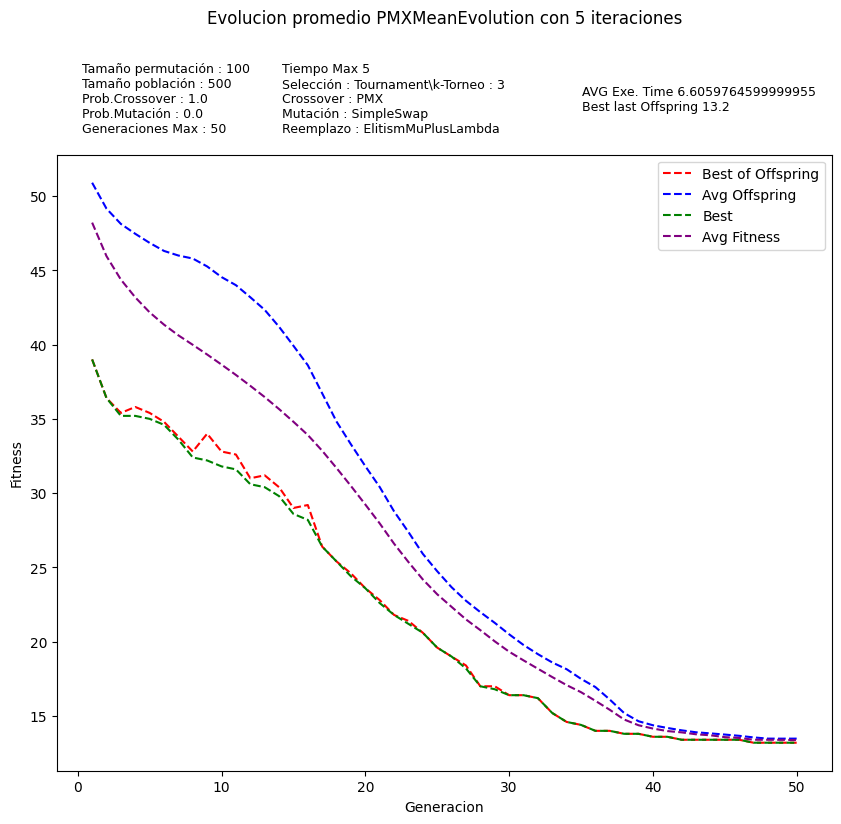 Evolucion promedio PMXMeanEvolution con 5 iteraciones
Tamaño permutación : 100
Tamaño población : 500
Prob.Crossover : 1.0
Prob.Mutación : 0.0
Generaciones Max : 50
Tiempo Max 5
Selección : Tournament\k-Torneo : 3
Crossover : PMX
Mutación : SimpleSwap
Reemplazo : ElitismMuPlusLambda
AVG Exe. Time 6.6059764599999955
Best last Offspring 13.2
Best of Offspring
Avg Offspring
Best
Avg Fitness
50
45
40
35
30
25
20
15
Fitness
0
10
20
30
40
50
Generacion